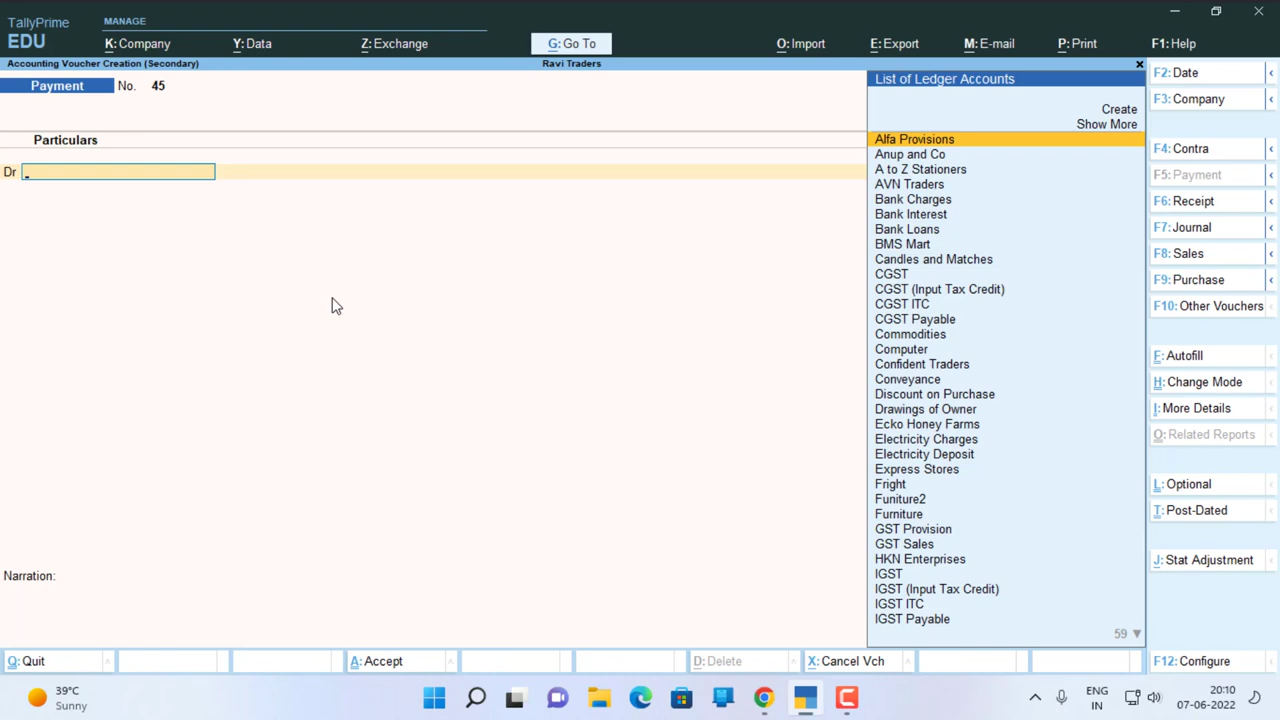 TallyPrime
EDU
MANAGE
K: Company
Y: Data
Z: Exchange
G: Go To
O: Import
E: Export
M: E-mail
P: Print
F1: Help
Accounting Voucher Creation (Secondary)
Ravi Traders
Payment No. 45
Particulars
Dr
Narration:
List of Ledger Accounts
Create
Show More
Alfa Provisions
Anup and Co
A to Z Stationers
AVN Traders
Bank Charges
Bank Interest
Bank Loans
BMS Mart
Candles and Matches
CGST
CGST (Input Tax Credit)
CGST ITC
CGST Payable
Commodities
Computer
Confident Traders
Conveyance
Discount on Purchase
Drawings of Owner
Ecko Honey Farms
Electricity Charges
Electricity Deposit
Express Stores
Fright
Funiture2
Furniture
GST Provision
GST Sales
HKN Enterprises
IGST
IGST (Input Tax Credit)
IGST ITC
IGST Payable
59
F2: Date
F3: Company
F4: Contra
F5: Payment
F6: Receipt
F7: Journal
F8: Sales
F9: Purchase
F10: Other Vouchers
F: Autofill
H: Change Mode
I: More Details
O: Related Reports
L: Optional
T: Post-Dated
J: Stat Adjustment
Q: Quit
A: Accept
D: Delete
X: Cancel Vch
F12: Configure
39°C
Sunny
ENG
IN
20:10
07-06-2022